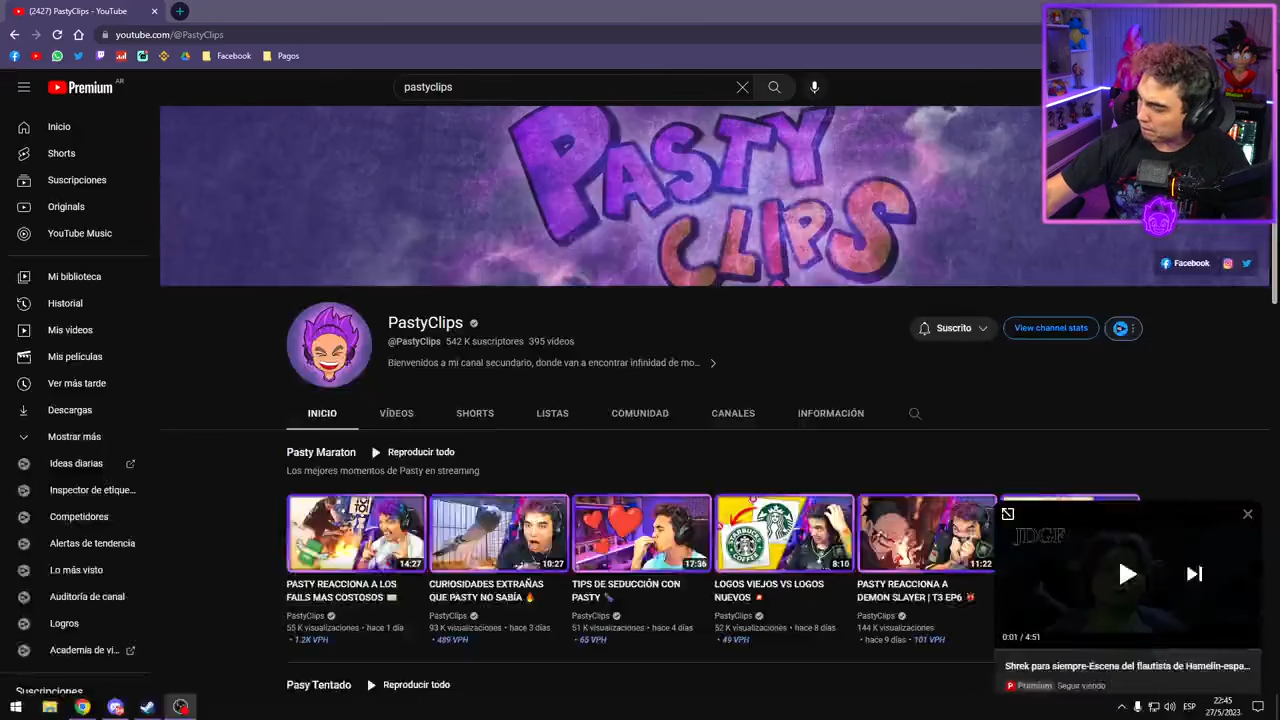 (2427) PastyClips - YouTube
youtube.com/@PastyClips
Facebook
Pagos
Premium AR
pastyclips
Inicio
Shorts
Suscripciones
Originals
YouTube Music
Mi biblioteca
Historial
Mis videos
Mis películas
Ver más tarde
Descargas
Mostrar más
Ideas diarias
Inspector de etique...
Competidores
Alertas de tendencia
Lo más visto
Auditoría de canal
Logros
Academia de ví...
Suscripciones
PASTY
CLIPS
Facebook
PastyClips
@PastyClips 542 K suscriptores 395 videos
Bienvenidos a mi canal secundario, donde van a encontrar infinidad de mo...
Suscrito
View channel stats
INICIO
VÍDEOS
SHORTS
LISTAS
COMUNIDAD
CANALES
INFORMACIÓN
Pasty Maraton
Reproducir todo
Los mejores momentos de Pasty en streaming
14:27
PASTY REACCIONA A LOS
FAILS MAS COSTOSOS
PastyClips
55 K visualizaciones • hace 1 día
• 1.2K VPH
10:27
CURIOSIDADES EXTRAÑAS
QUE PASTY NO SABÍA
PastyClips
93 K visualizaciones • hace 3 días
• 489 VPH
17:36
TIPS DE SEDUCCIÓN CON
PASTY
PastyClips
51 K visualizaciones • hace 4 días
• 65 VPH
STARBUCKS
COFFEE
8:10
LOGOS VIEJOS VS LOGOS
NUEVOS
PastyClips
52 K visualizaciones • hace 8 días
• 49 VPH
11:22
PASTY REACCIONA A
DEMON SLAYER | T3 EP6
PastyClips
144 K visualizaciones
• hace 9 días • 101 VPH
JDGF
0:01 / 4:51
Shrek para siempre-Escena del flautista de Hamelín-espa...
Premium Seguir viendo
Pasy Tentado
Reproducir todo
ESP
22:45
27/5/2023